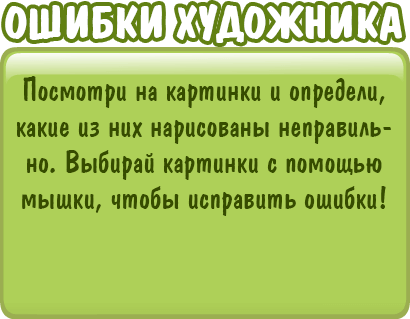 ОШИБКИ ХУДОЖНИКА
Посмотри на картинки и определи,
какие из них нарисованы неправиль-
но. Выбирай картинки с помощью
мышки, чтобы исправить ошибки!